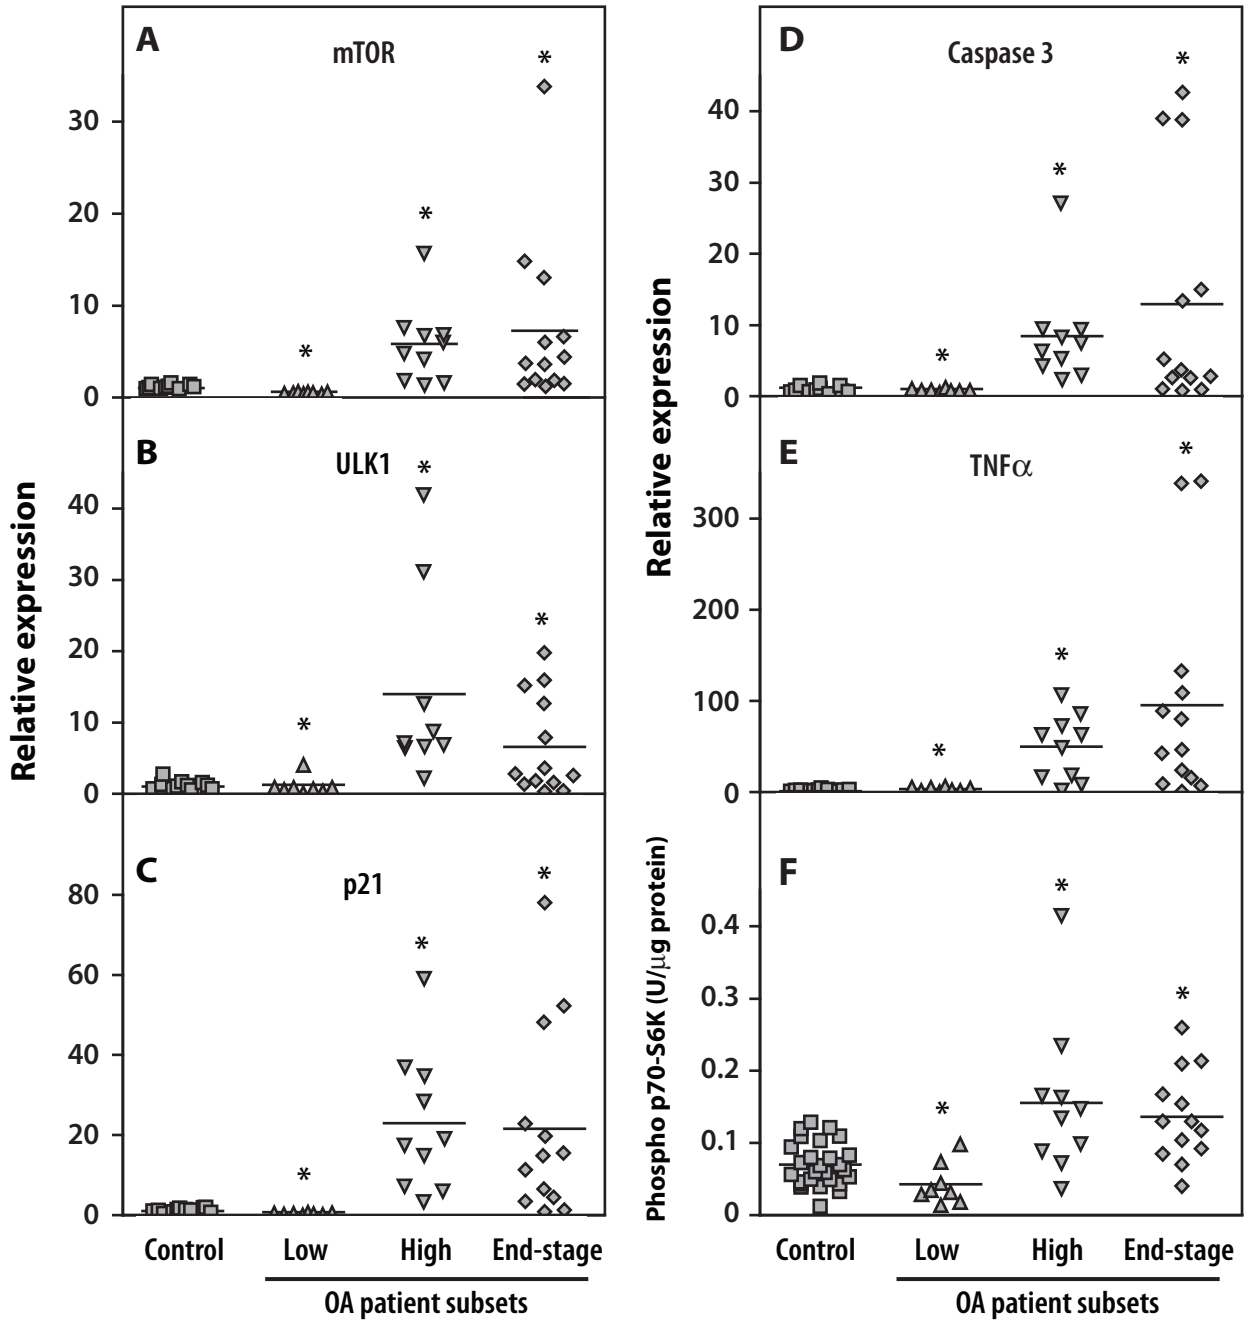 A
mTOR
*
*
*
30
20
10
0
B
ULK1
*
*
*
40
30
20
10
0
C
p21
*
*
*
80
60
40
20
0
Relative expression
Control
Low
High
End-stage
OA patient subsets
D
Caspase 3
*
*
*
40
30
20
10
0
E
TNFα
*
*
*
300
200
100
0
Relative expression
F
*
*
*
0.4
0.3
0.2
0.1
0
Phospho p70-S6K (U/μg protein)
Control
Low
High
End-stage
OA patient subsets